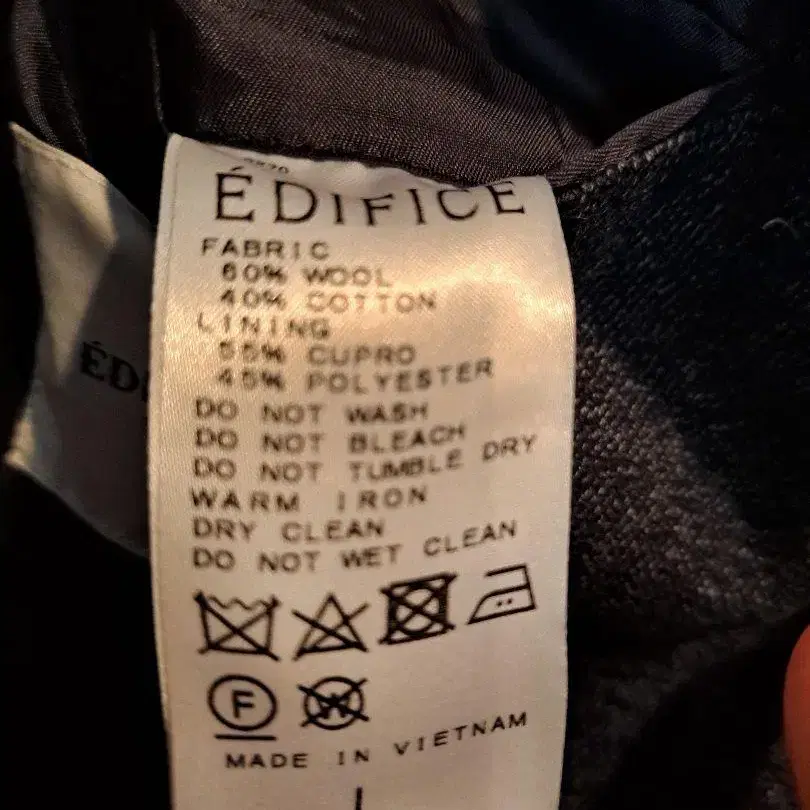 ÉDIFICE
FABRIC
60% WOOL
40% COTTON
LINING
55% CUPRO
45% POLYESTER
DO NOT WASH
DO NOT BLEACH
DO NOT TUMBLE DRY
WARM IRON
DRY CLEAN
DO NOT WET CLEAN
F W
MADE IN VIETNAM
ÉDI